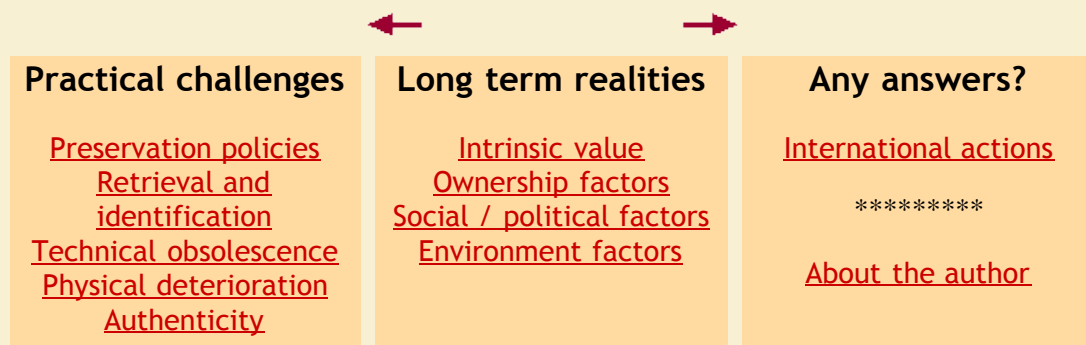 Practical challenges
Preservation policies
Retrieval and
identification
Technical obsolescence
Physical deterioration
Authenticity
Long term realities
Intrinsic value
Ownership factors
Social / political factors
Environment factors
Any answers?
International actions
*********
About the author